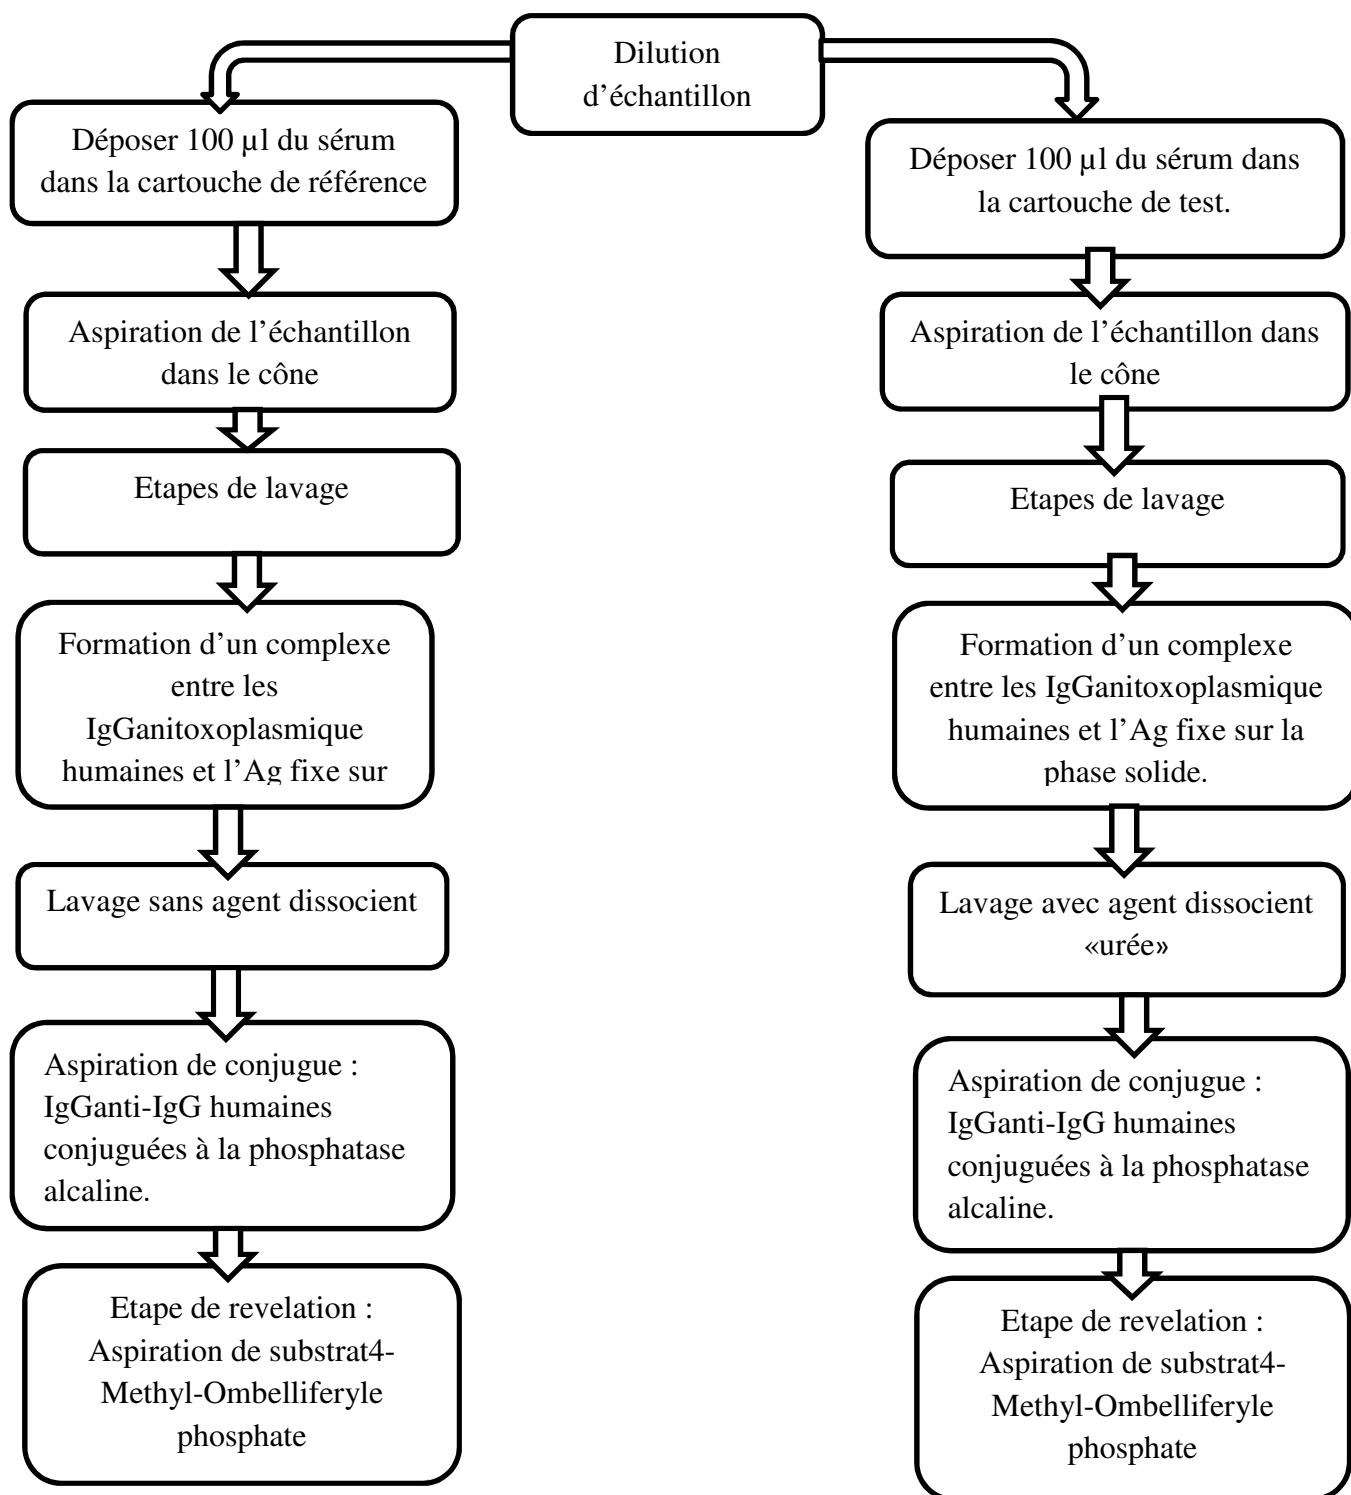 Dilution
d’échantillon
Déposer 100 µl du sérum
dans la cartouche de référence
Aspiration de l’échantillon
dans le cône
Etapes de lavage
Formation d’un complexe
entre les
IgGanitoxoplasmique
humaines et l’Ag fixe sur
Lavage sans agent dissocient
Aspiration de conjugue :
IgGanti-IgG humaines
conjuguées à la phosphatase
alcaline.
Etape de revelation :
Aspiration de substrat4-
Methyl-Ombelliferyle
phosphate
Déposer 100 µl du sérum dans
la cartouche de test.
Aspiration de l’échantillon dans
le cône
Etapes de lavage
Formation d’un complexe
entre les IgGanitoxoplasmique
humaines et l’Ag fixe sur la
phase solide.
Lavage avec agent dissocient
«urée»
Aspiration de conjugue :
IgGanti-IgG humaines
conjuguées à la phosphatase
alcaline.
Etape de revelation :
Aspiration de substrat4-
Methyl-Ombelliferyle
phosphate